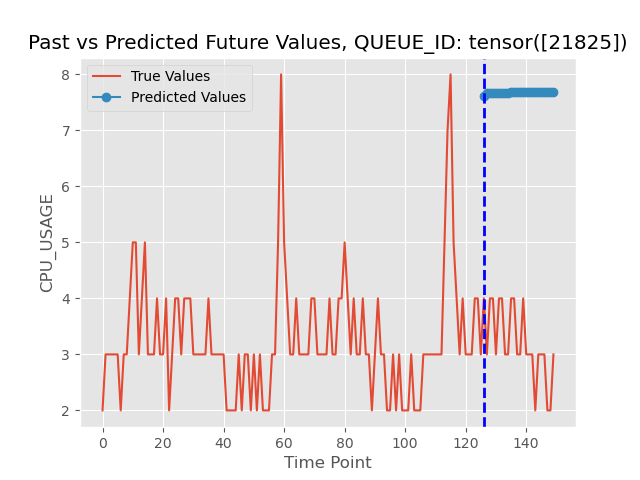 Past vs Predicted Future Values, QUEUE_ID: tensor([21825])
True Values
Predicted Values
CPU_USAGE
8
7
6
5
4
3
2
0 20 40 60 80 100 120 140
Time Point